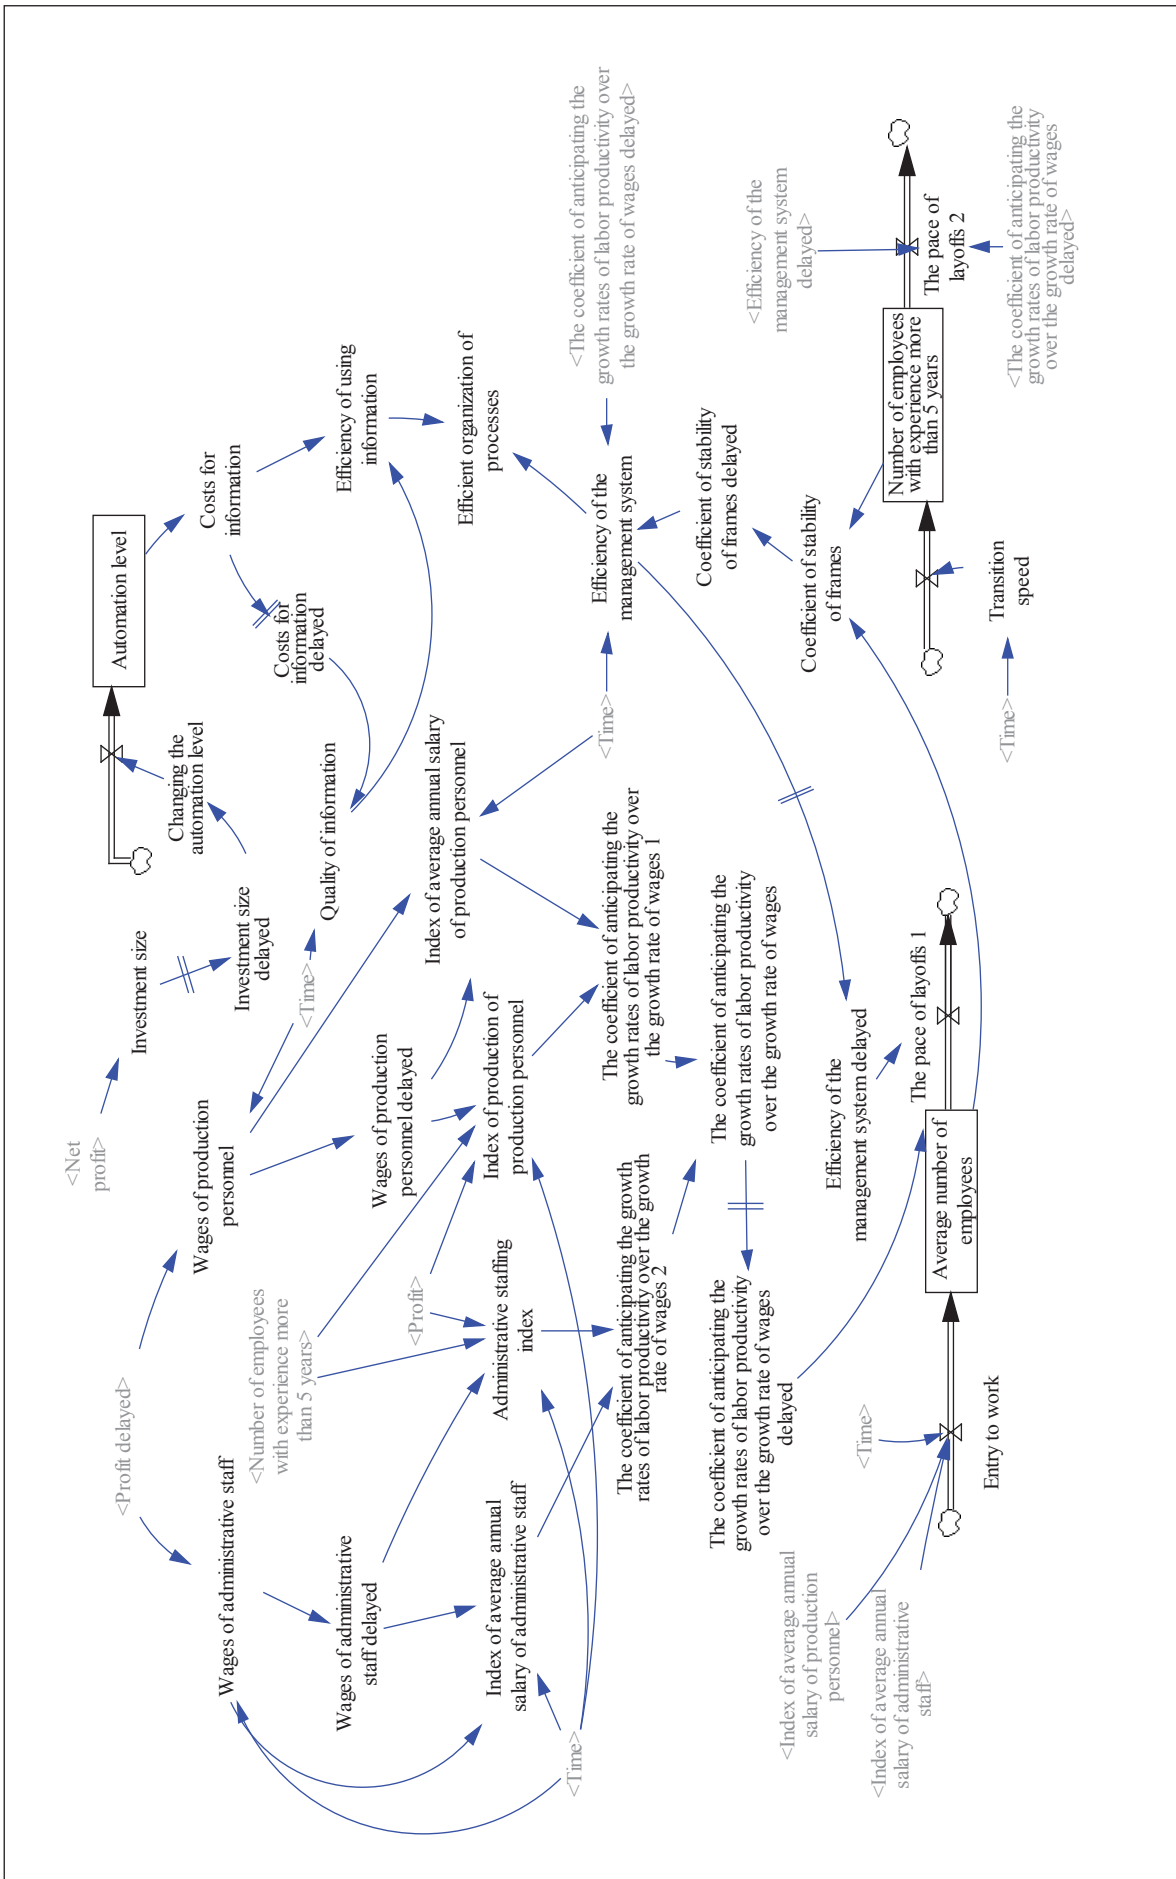 <Profit delayed>
<Net
profit>
Investment size
Changing the
automation level
Automation level
Wages of administrative staff
Wages of production
personnel
Investment size
delayed
Costs for
information
<Number of employees
with experience more
than 5 years>
<Time>
Quality of information
Costs for
information
delayed
Efficiency of using
information
Wages of administrative
staff delayed
Wages of production
personnel delayed
<Profit>
Index of average annual salary
of production personnel
Efficient organization of
processes
Index of average annual
salary of administrative staff
Administrative staffing
index
Index of production of
production personnel
<Time>
<Time>
Efficiency of the
management system
<The coefficient of anticipating the
growth rates of labor productivity over
the growth rate of wages delayed>
The coefficient of anticipating the growth
rates of labor productivity over the growth
rate of wages 2
The coefficient of anticipating the
growth rates of labor productivity over
the growth rate of wages 1
Coefficient of stability
of frames delayed
The coefficient of anticipating the
growth rates of labor productivity
over the growth rate of wages
delayed
The coefficient of anticipating the
growth rates of labor productivity
over the growth rate of wages
Coefficient of stability
of frames
<Efficiency of the
management system
delayed>
<Index of average annual
salary of production
personnel>
<Time>
Efficiency of the
management system delayed
The pace of layoffs 1
Number of employees
with experience more
than 5 years
The pace of
layoffs 2
<Index of average annual
salary of administrative
staff>
Entry to work
Average number of
employees
<Time>
Transition
speed
<The coefficient of anticipating the
growth rates of labor productivity
over the growth rate of wages
delayed>